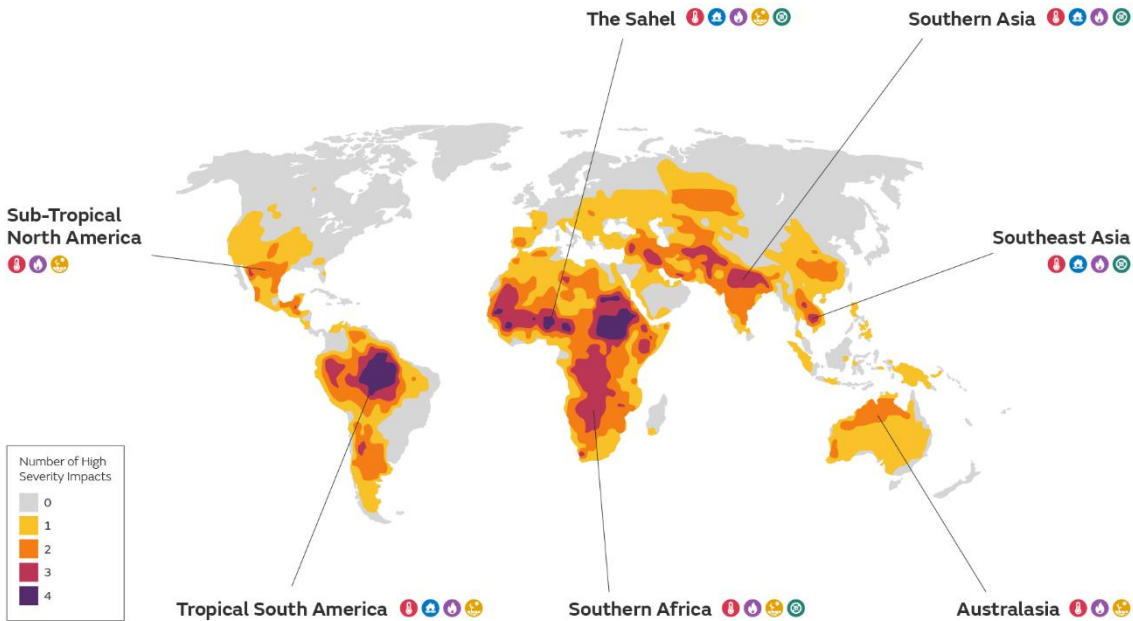 The Sahel
Southern Asia
Sub-Tropical
North America
Southeast Asia
Number of High
Severity Impacts
0
1
2
3
4
Tropical South America
Southern Africa
Australasia